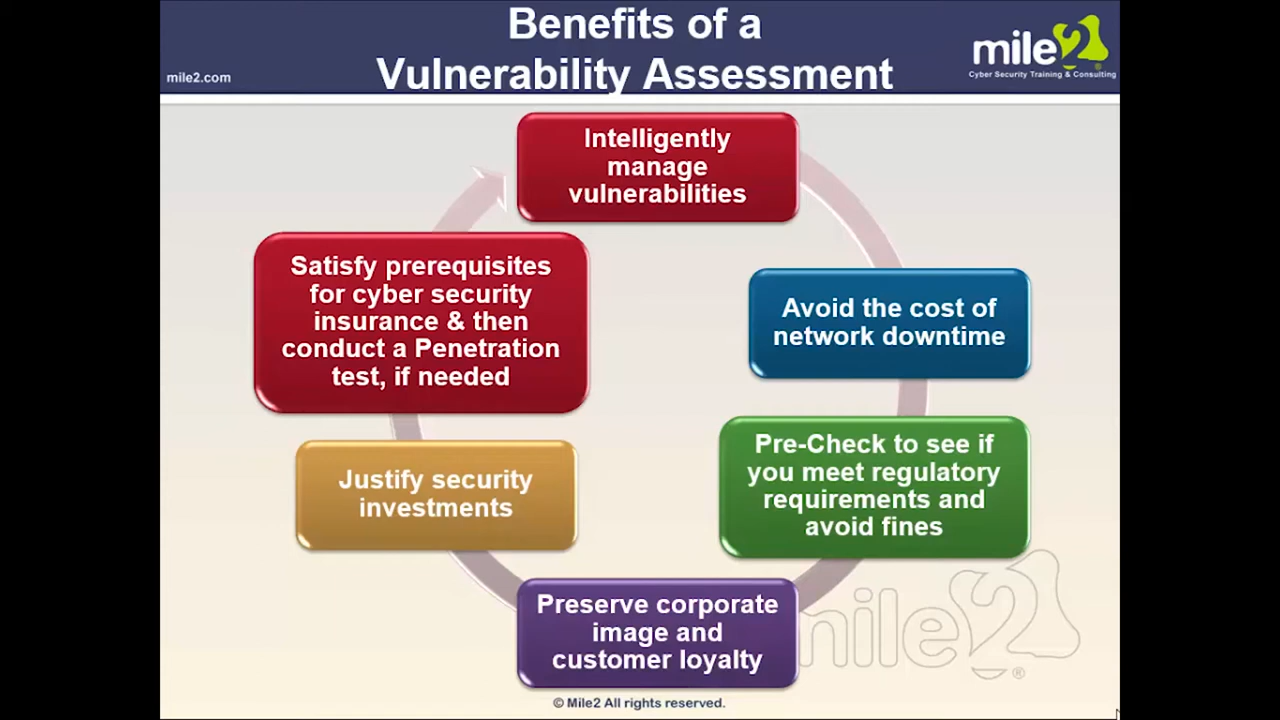 Benefits of a
Vulnerability Assessment
mile2.com
mile2
Cyber Security Training & Consulting
Intelligently
manage
vulnerabilities
Avoid the cost of
network downtime
Pre-Check to see if
you meet regulatory
requirements and
avoid fines
Preserve corporate
image and
customer loyalty
Justify security
investments
Satisfy prerequisites
for cyber security
insurance & then
conduct a Penetration
test, if needed
mile2®
© Mile2 All rights reserved.